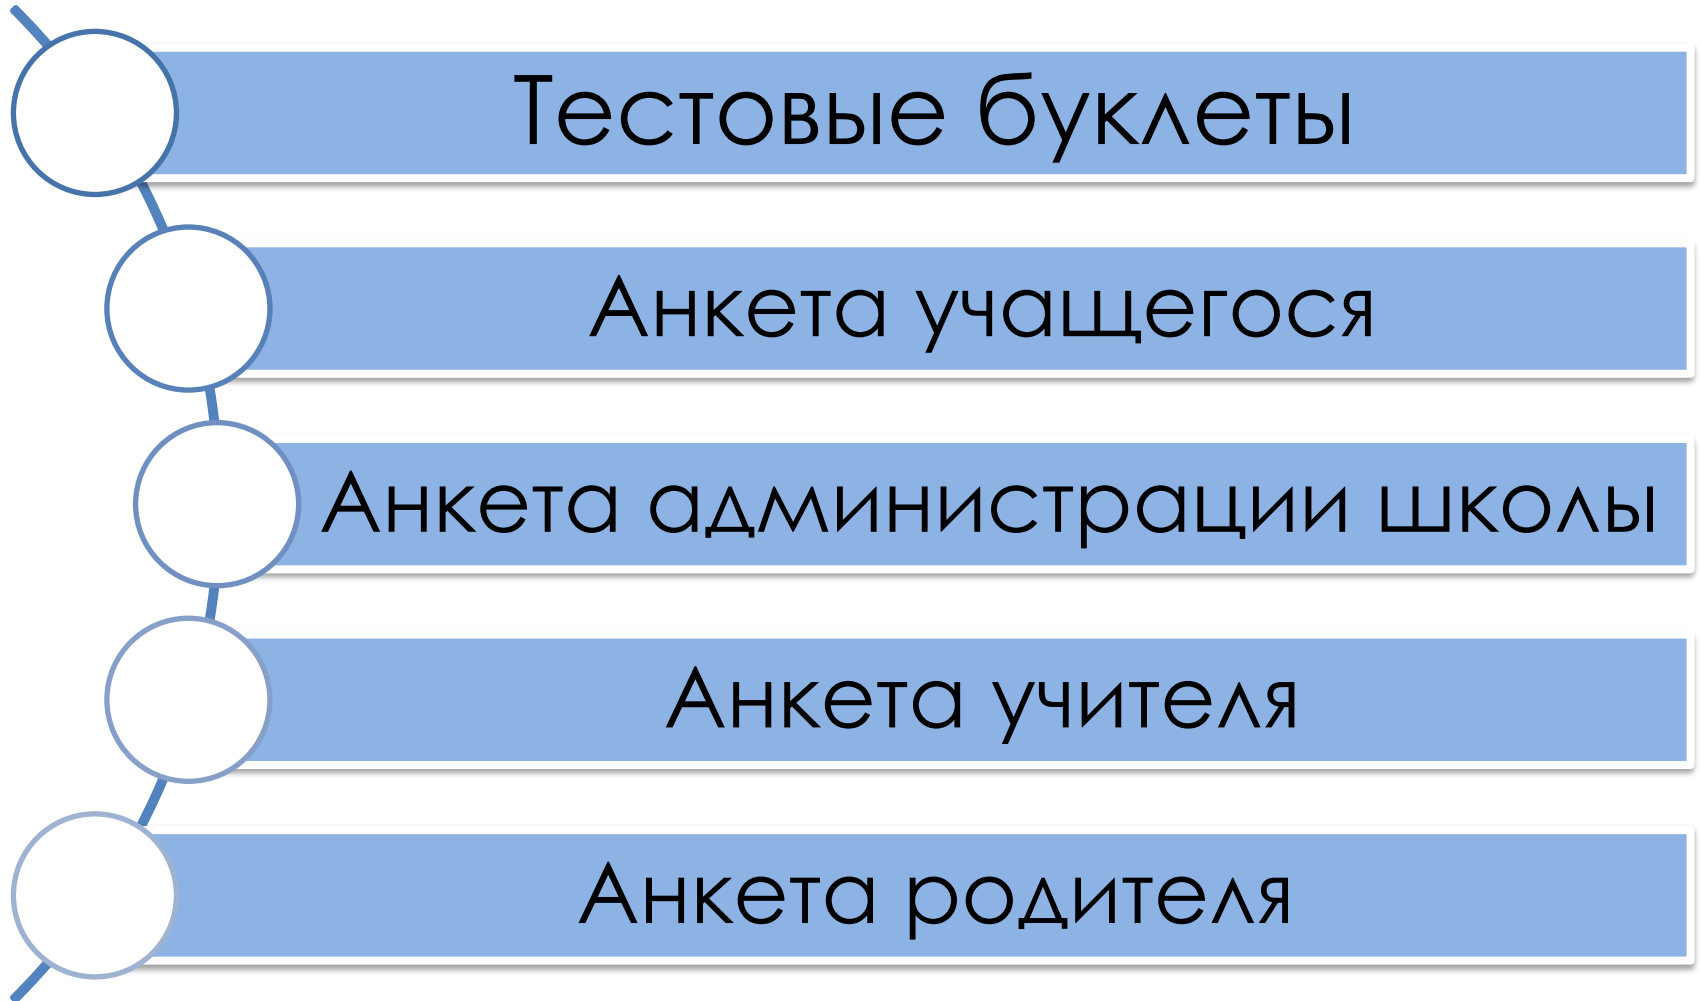 Тестовые буклеты
Анкета учащегося
Анкета администрации школы
Анкета учителя
Анкета родителя